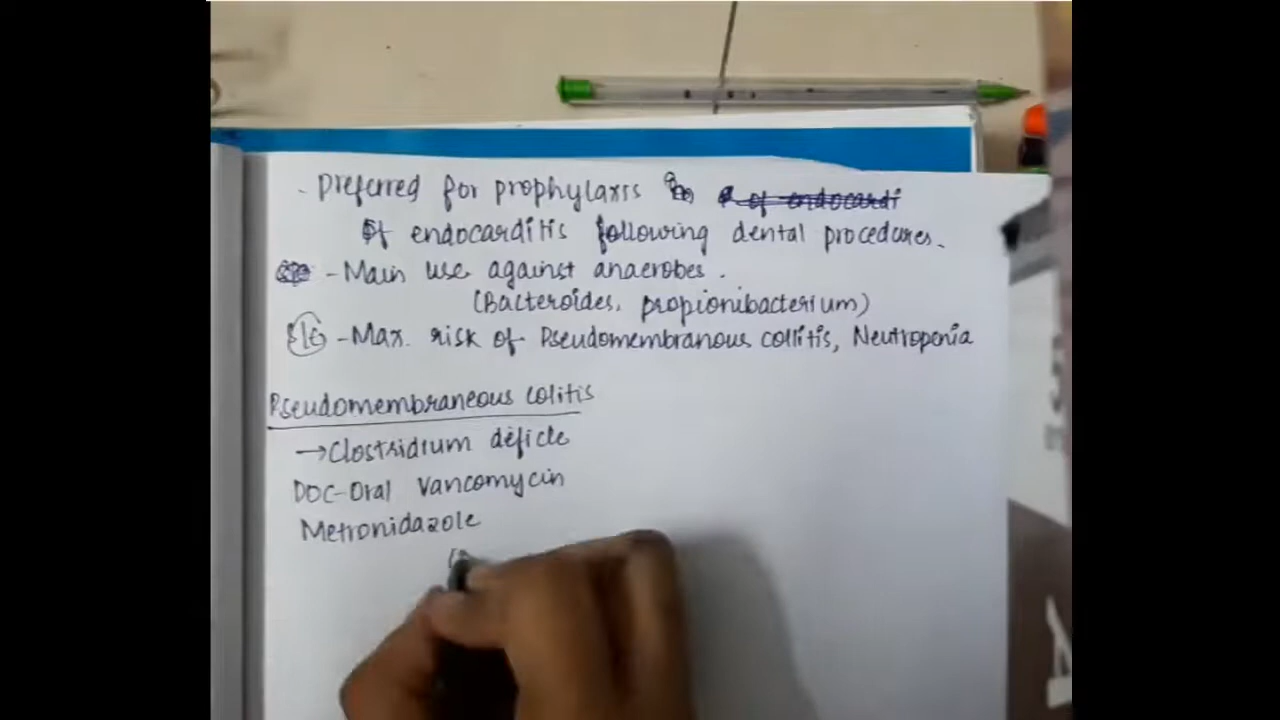 - Preferred for prophylaxis
of endocarditis following dental procedures.
- Main use against anaerobes.
(Bacteroides, propionibacterium)
S/E - Max. risk of Pseudomembranous collitis, Neutropenia
Pseudomembraneous colitis
→ Clostridium deficle
DOC - Oral Vancomycin
Metronidazole